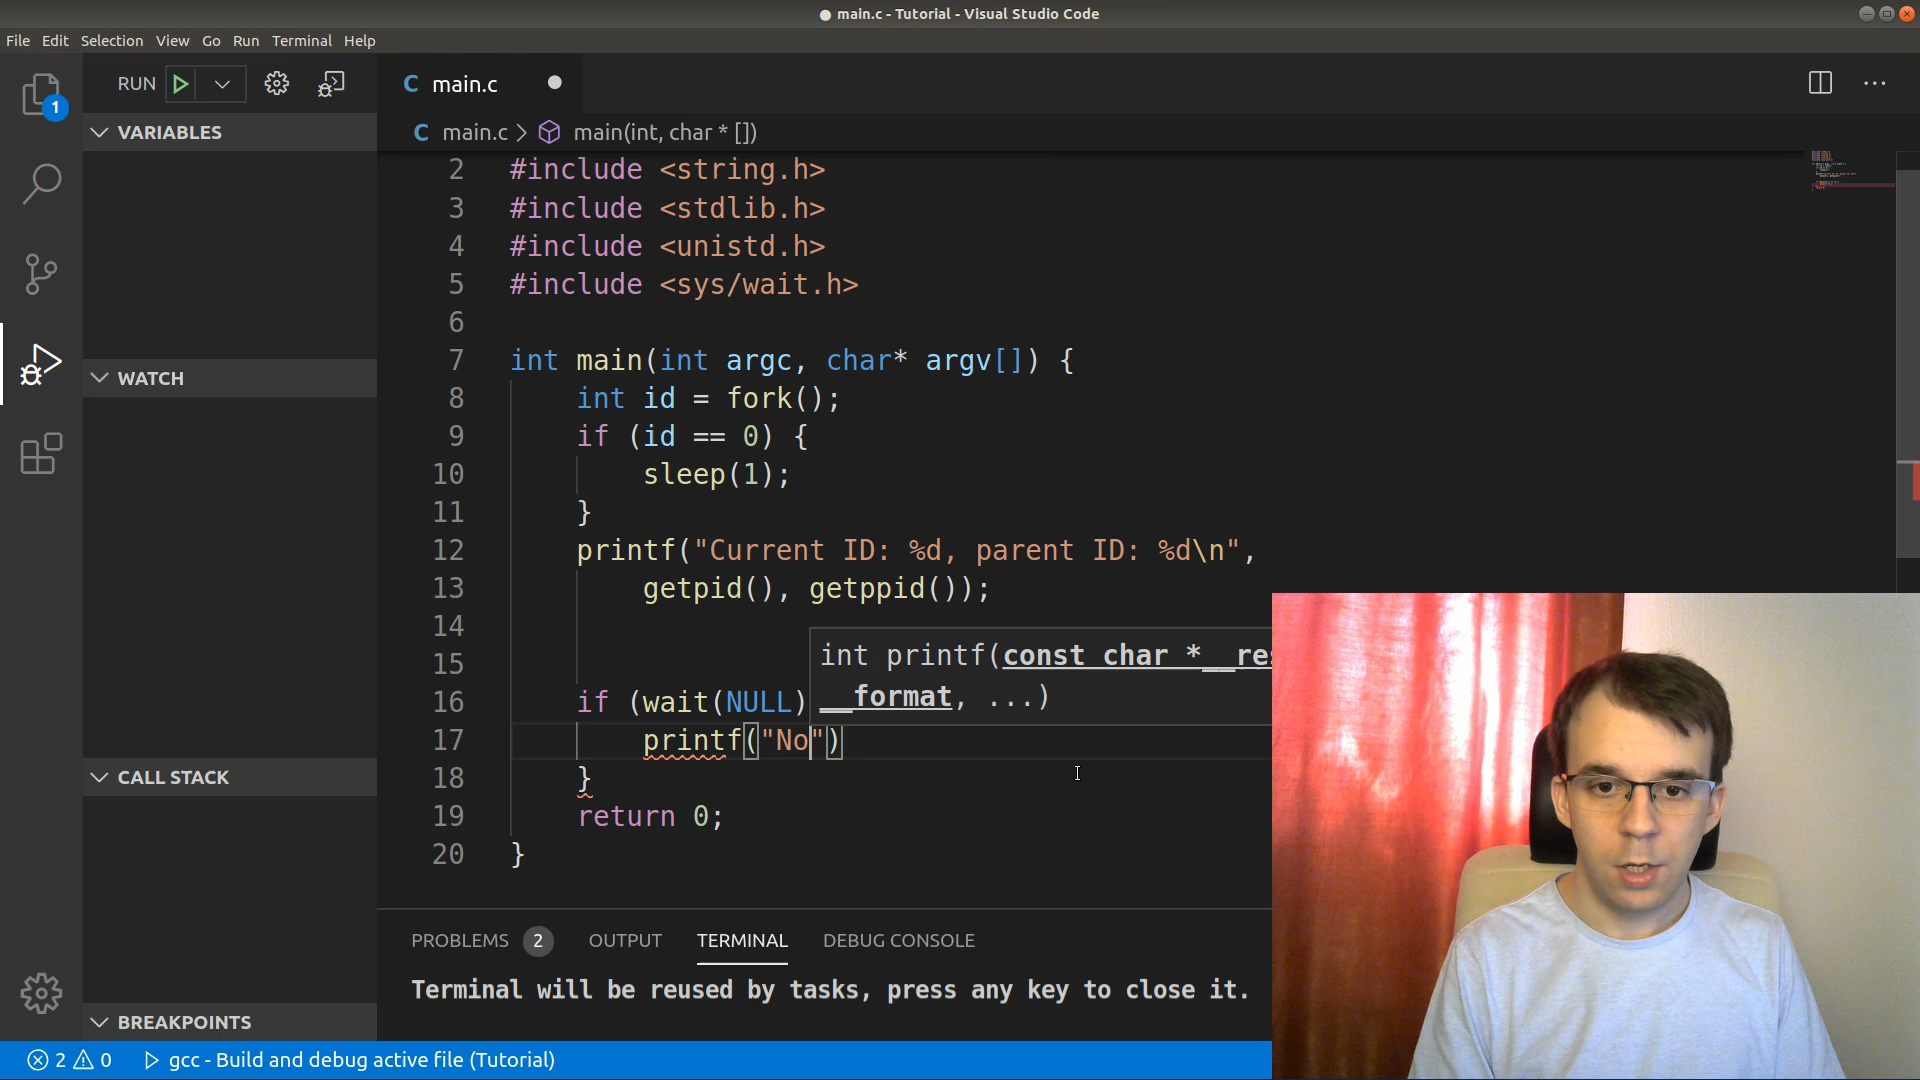 ● main.c - Tutorial - Visual Studio Code
File Edit Selection View Go Run Terminal Help
1
RUN
VARIABLES
WATCH
CALL STACK
BREAKPOINTS
C main.c
C main.c > main(int, char * [])
2 #include <string.h>
3 #include <stdlib.h>
4 #include <unistd.h>
5 #include <sys/wait.h>
6
7 int main(int argc, char* argv[]) {
8 int id = fork();
9 if (id == 0) {
10 sleep(1);
11 }
12 printf("Current ID: %d, parent ID: %d\n",
13 getpid(), getppid());
14
15
int printf(const char *__res
__format, ...)
16 if (wait(NULL)
17 printf("No")
18 }
19 return 0;
20 }
PROBLEMS 2 OUTPUT TERMINAL DEBUG CONSOLE
Terminal will be reused by tasks, press any key to close it.
2 0 gcc - Build and debug active file (Tutorial)